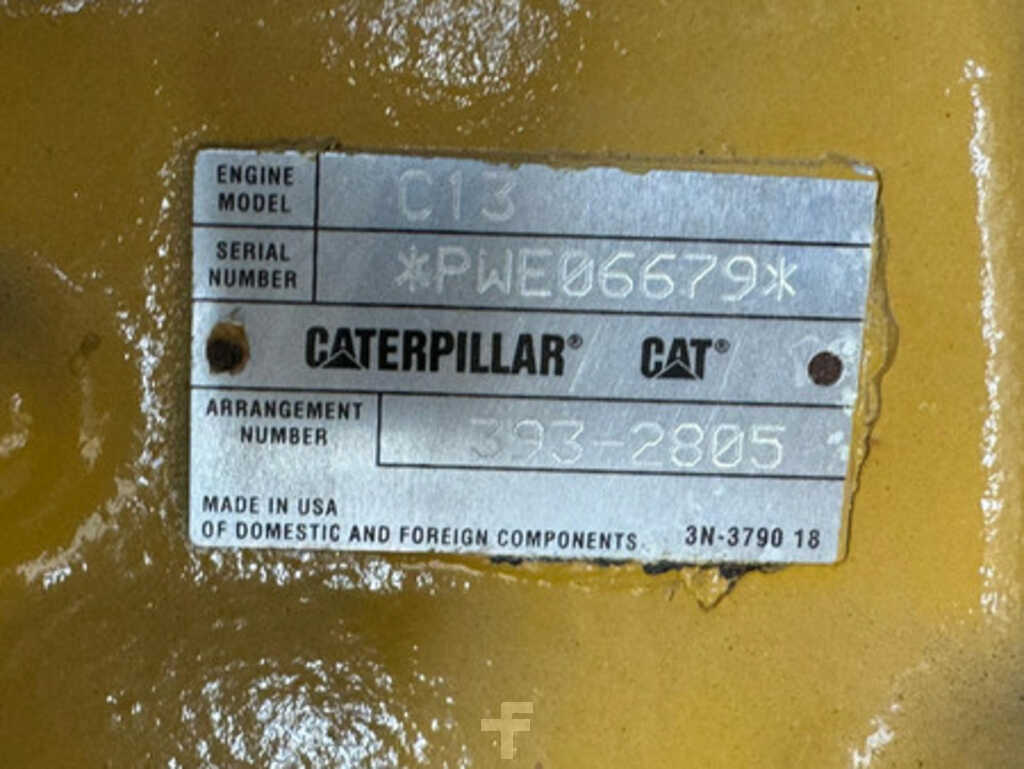 ENGINE MODEL C13
SERIAL NUMBER *PWE06679*
CATERPILLAR® CAT®
ARRANGEMENT NUMBER 393-2805
MADE IN USA
OF DOMESTIC AND FOREIGN COMPONENTS. 3N-3790 18